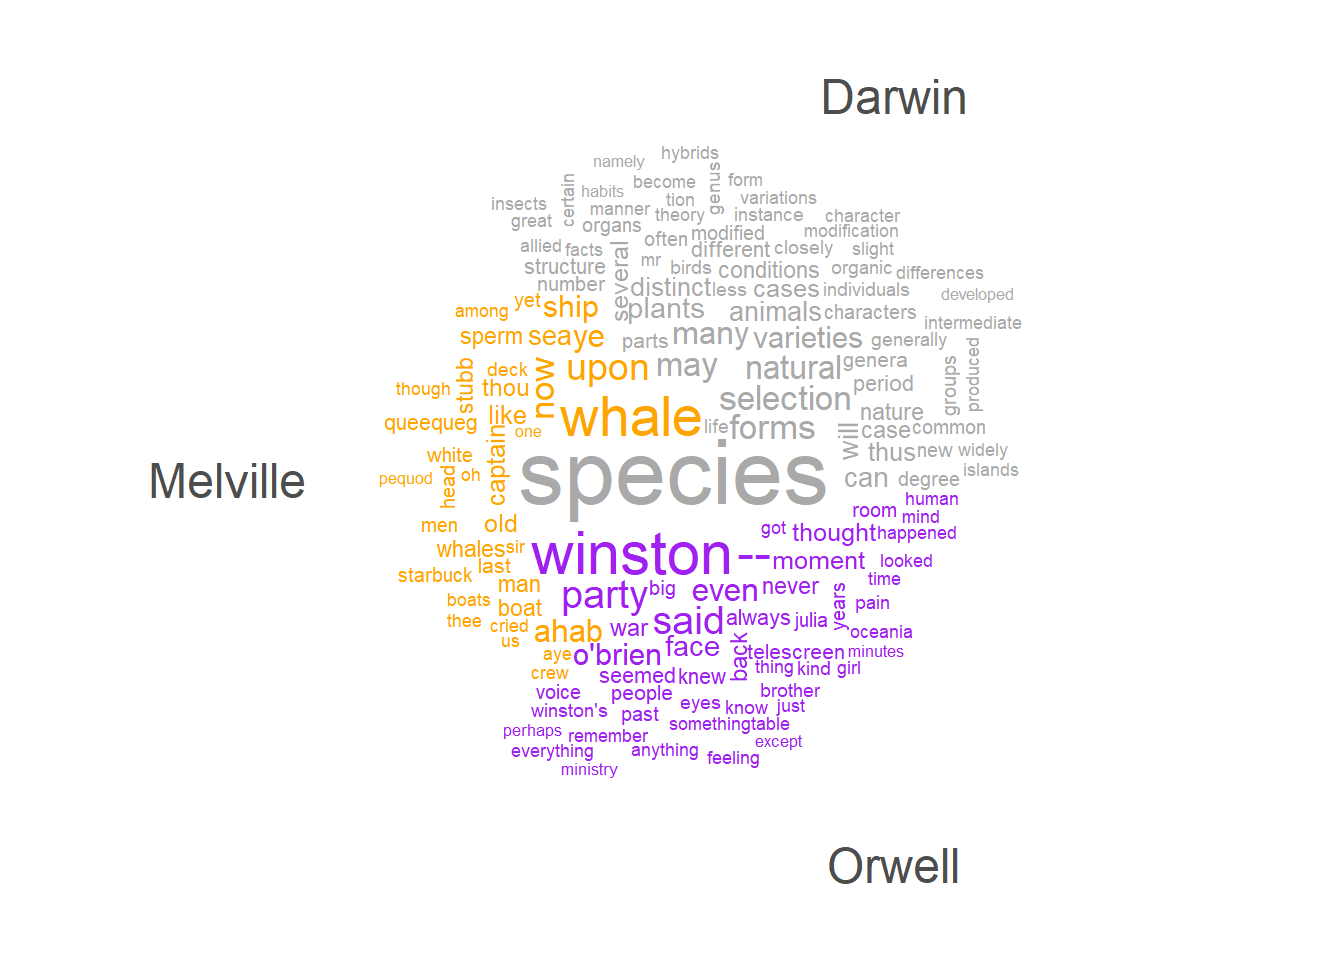 Darwin
hybrids
namely
become
form
genus
certain
habits
tion
variations
insects
manner
theory
instance
character
great
organs
modified
modification
often
allied
facts
different
closely
slight
several
mr
structure
birds
conditions
organic
differences
number
distinct
less
cases
individuals
developed
yet
ship
plants
animals
characters
among
intermediate
sperm
sea
ye
parts
many
varieties
generally
produced
groups
stubb
deck
now
upon
may
natural
genera
though
thou
selection
period
queequeg
like
whale
life
forms
nature
one
will
case
common
white
captain
thus
new
widely
Melville
pequod
head
oh
species
can
degree
islands
human
men
old
room
mind
got
thought
happened
whales
sir
winston
--
moment
looked
starbuck
last
man
party
big
even
never
time
boats
boat
years
pain
thee
cried
ahab
war
said
always
julia
oceania
us
aye
o'brien
face
back
telescreen
minutes
crew
seemed
knew
thing
kind
girl
voice
people
eyes
know
brother
just
winston's
past
something
table
perhaps
remember
except
everything
anything
feeling
ministry
Orwell